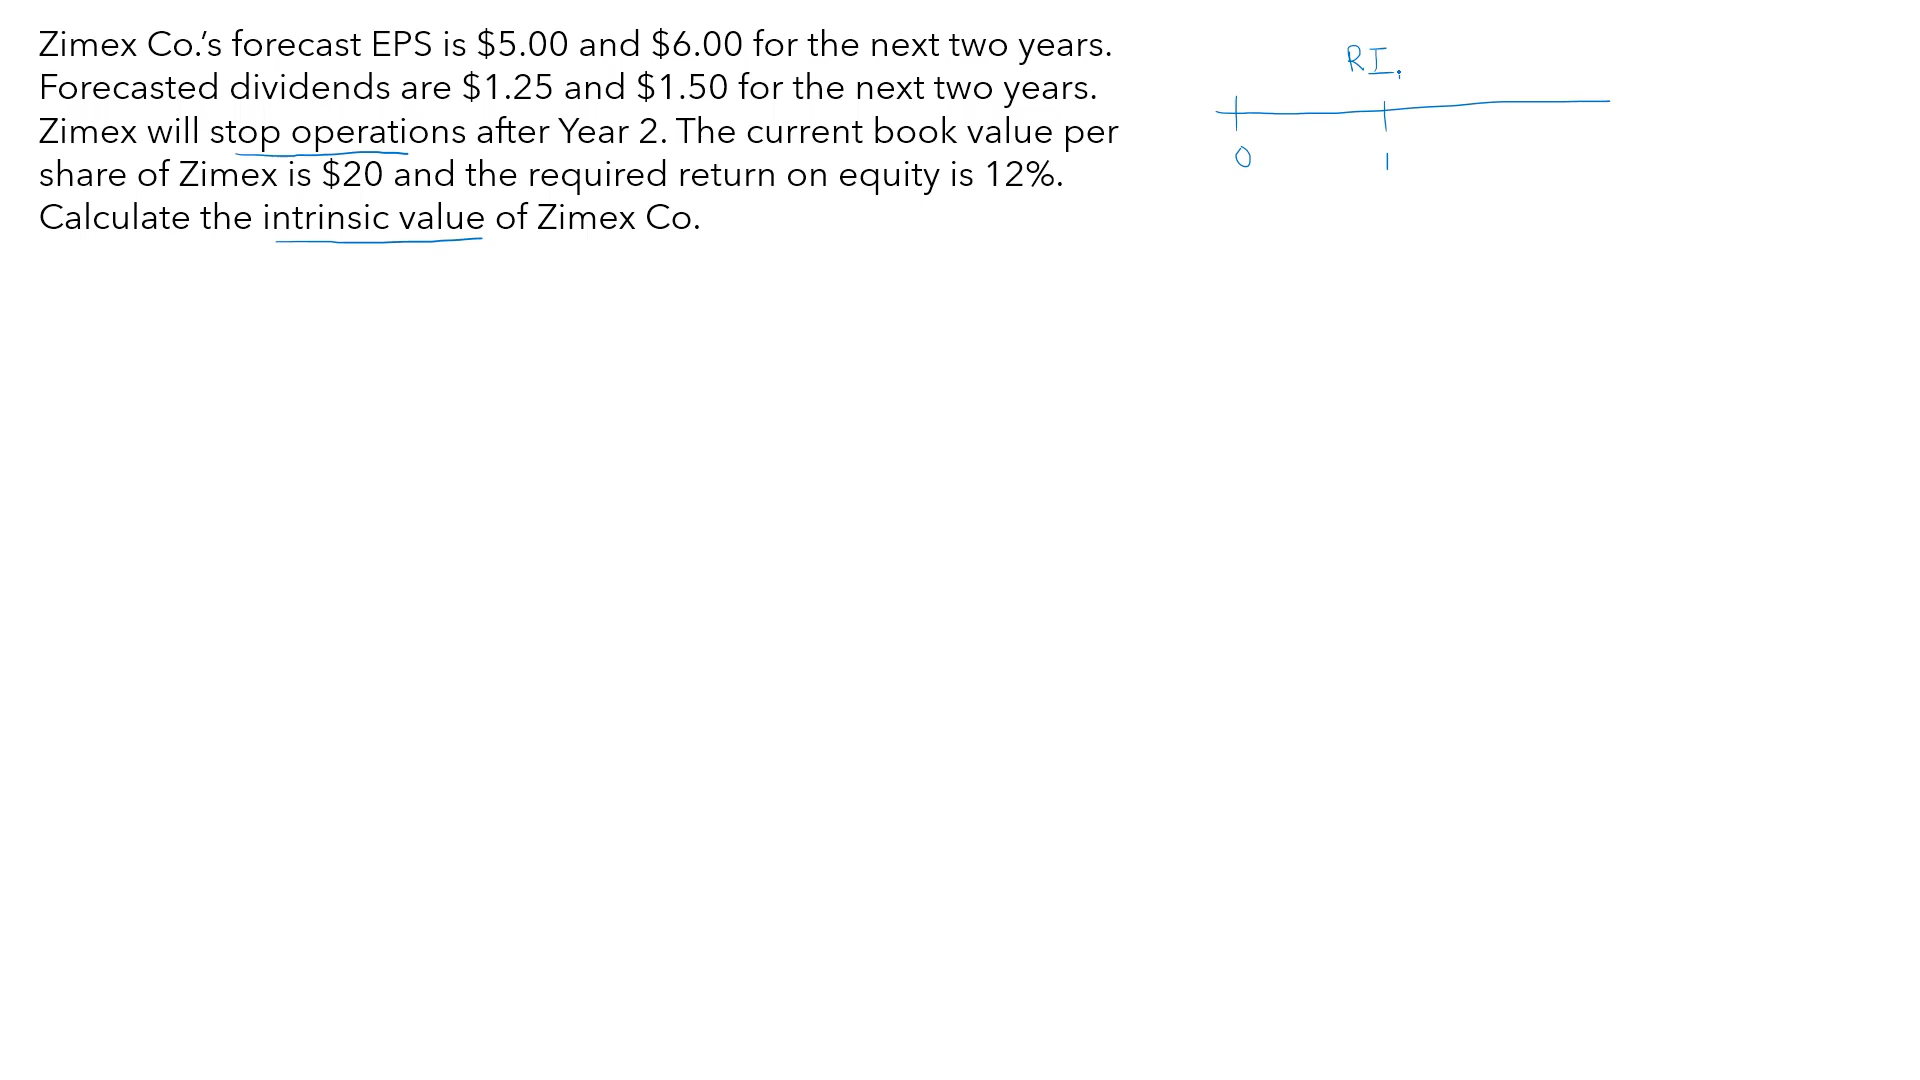 Zimex Co.’s forecast EPS is $5.00 and $6.00 for the next two years.
Forecasted dividends are $1.25 and $1.50 for the next two years.
Zimex will stop operations after Year 2. The current book value per
share of Zimex is $20 and the required return on equity is 12%.
Calculate the intrinsic value of Zimex Co.
RI.
0 1